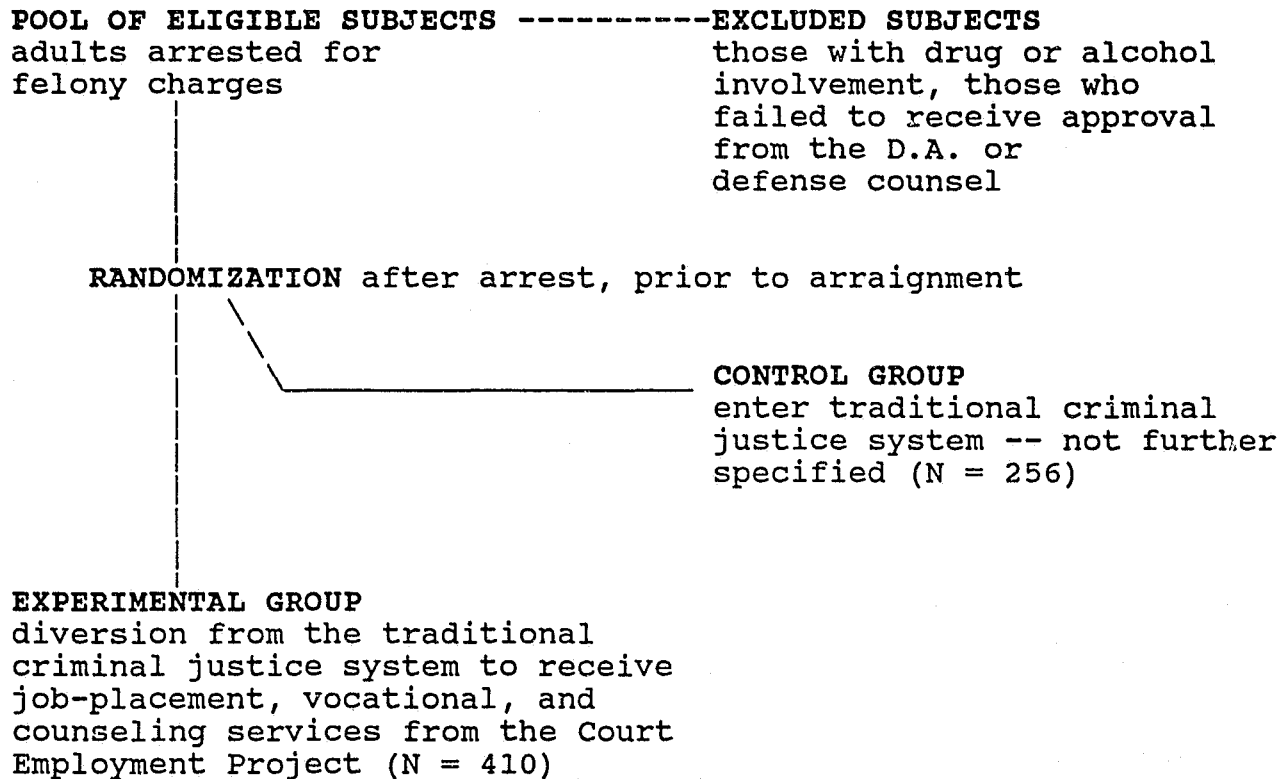 POOL OF ELIGIBLE SUBJECTS ----------EXCLUDED SUBJECTS
adults arrested for
felony charges
those with drug or alcohol
involvement, those who
failed to receive approval
from the D.A. or
defense counsel
RANDOMIZATION after arrest, prior to arraignment
CONTROL GROUP
enter traditional criminal
justice system -- not further
specified (N = 256)
EXPERIMENTAL GROUP
diversion from the traditional
criminal justice system to receive
job-placement, vocational, and
counseling services from the Court
Employment Project (N = 410)